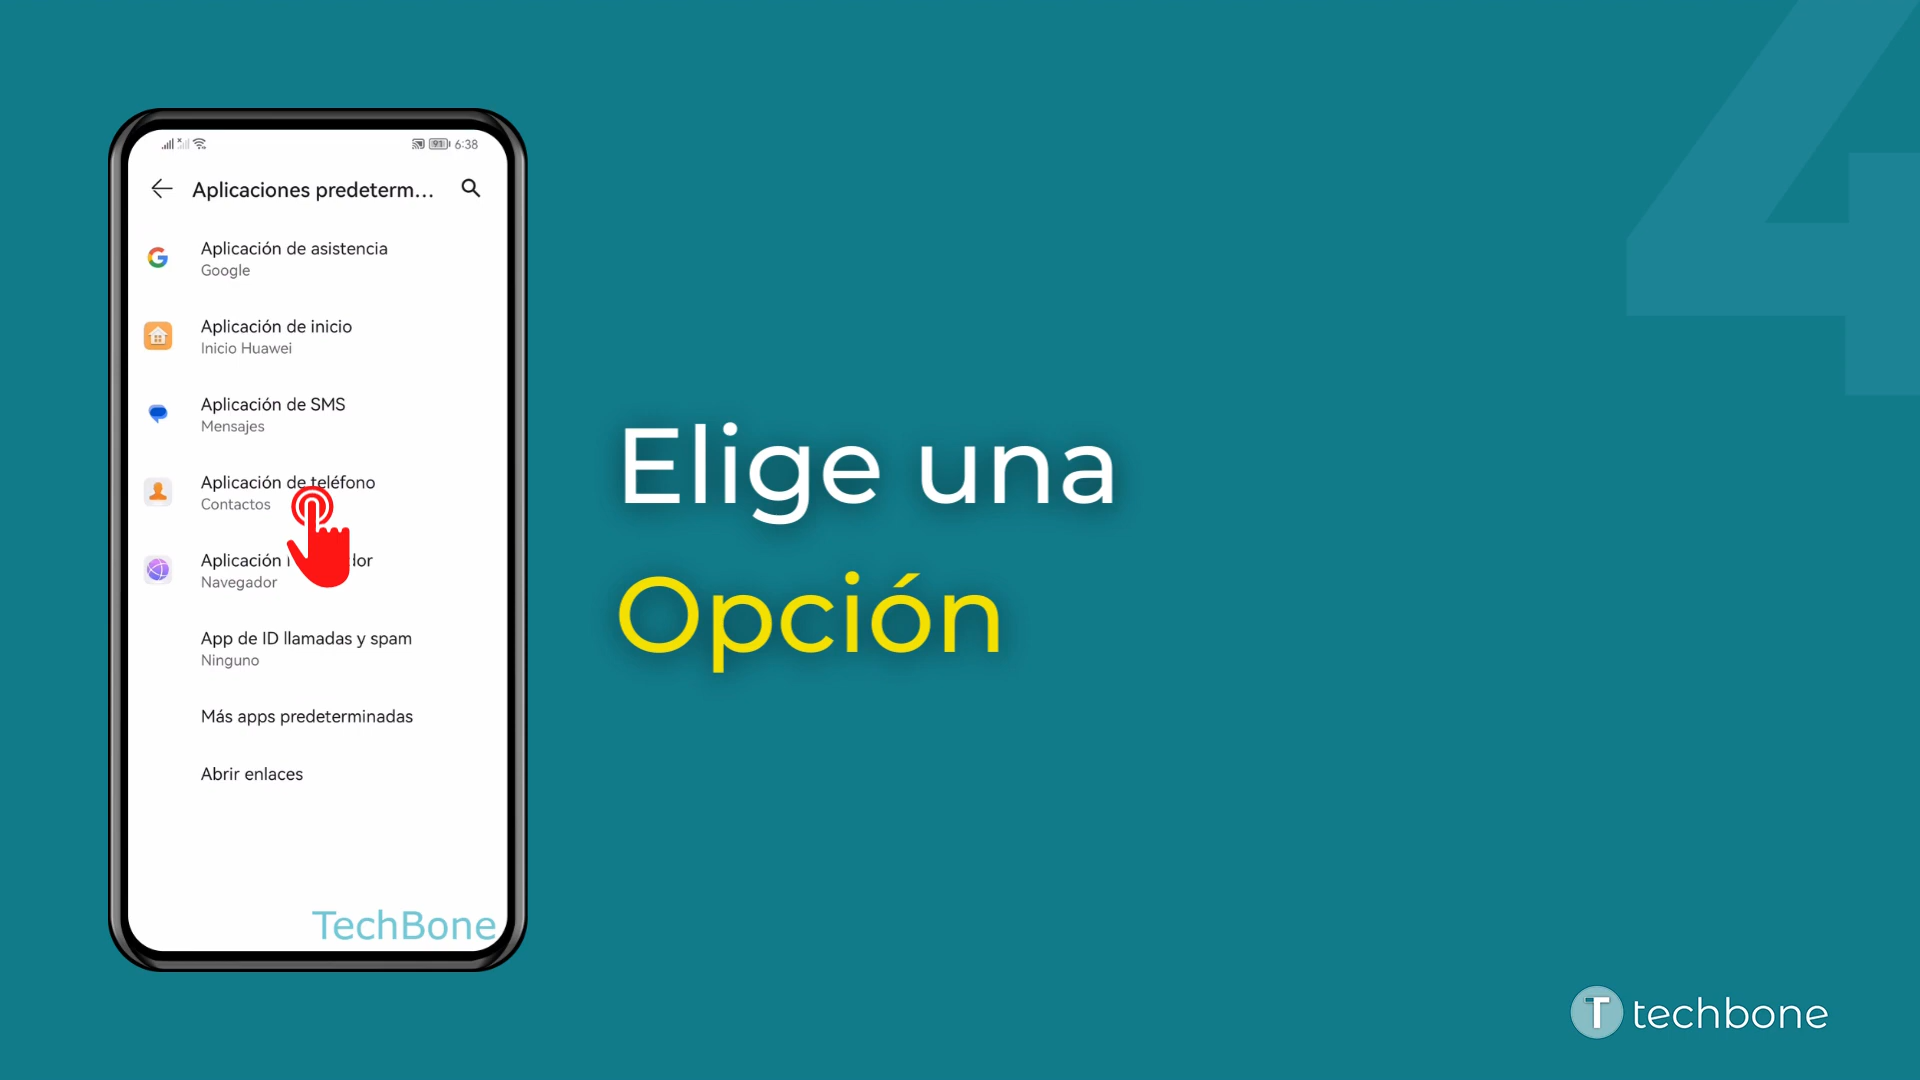 4
91 6:38
Aplicaciones predeterm...
Aplicación de asistencia
Google
Aplicación de inicio
Inicio Huawei
Aplicación de SMS
Mensajes
Aplicación de teléfono
Contactos
Aplicación
Navegador
App de ID llamadas y spam
Ninguno
Más apps predeterminadas
Abrir enlaces
TechBone
Elige una
Opción
T techbone